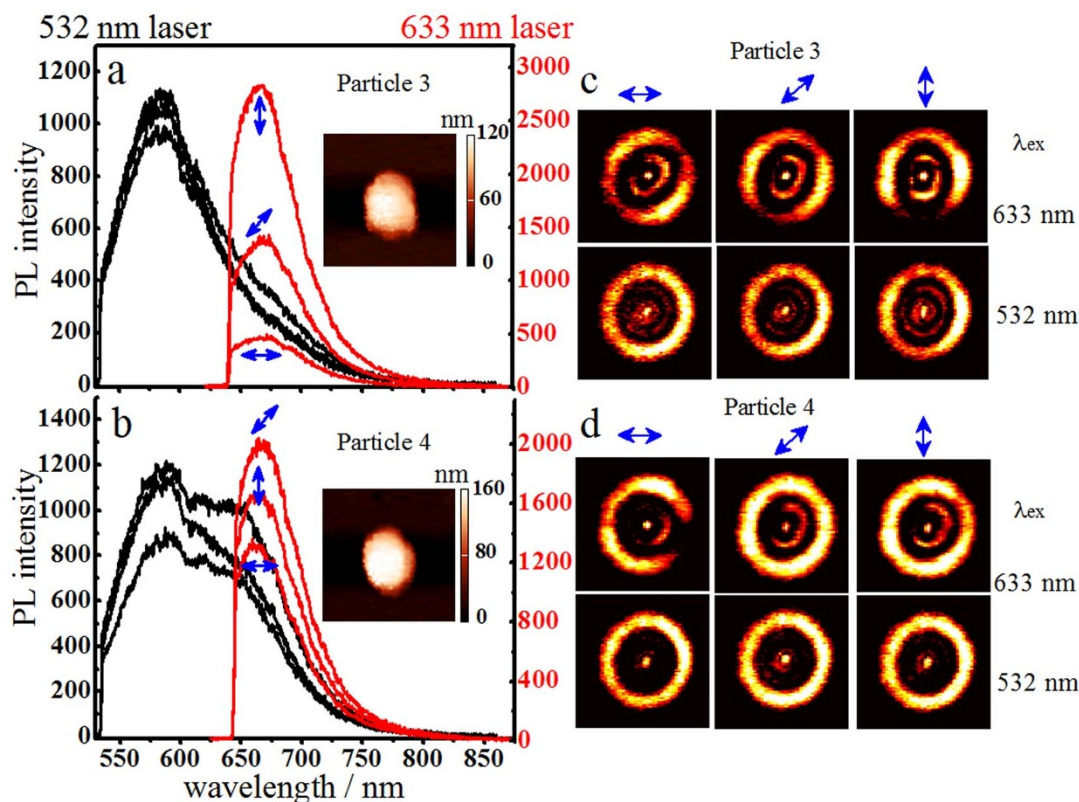 532 nm laser
633 nm laser
a
Particle 3
nm
120
60
0
PL intensity
1200
1000
800
600
400
200
0
3000
2500
2000
1500
1000
500
0
b
Particle 4
nm
160
80
0
PL intensity
1400
1200
1000
800
600
400
200
0
2000
1600
1200
800
400
0
550 600 650 700 750 800 850
wavelength / nm
Particle 3
c
λex
633 nm
532 nm
Particle 4
d
λex
633 nm
532 nm